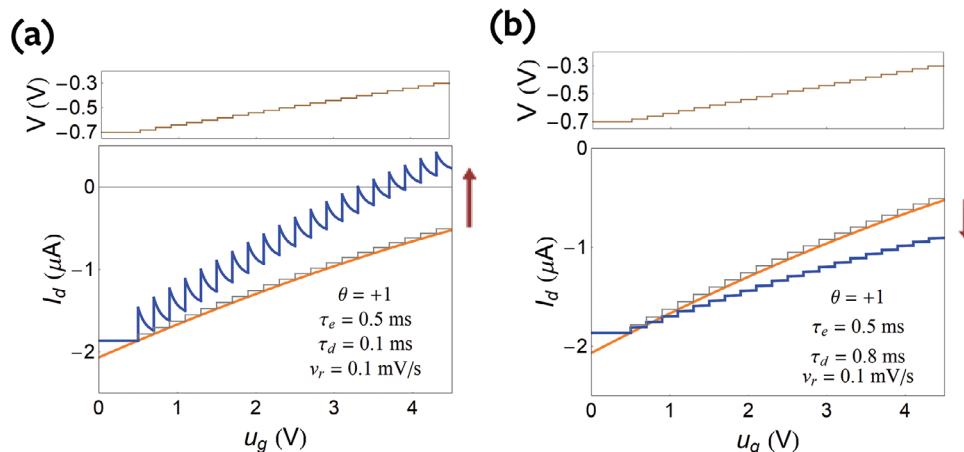 (a)
V (V)
−0.3
−0.5
−0.7
I_d (μA)
0
−1
−2
θ = +1
τ_e = 0.5 ms
τ_d = 0.1 ms
ν_r = 0.1 mV/s
0 1 2 3 4
u_g (V)
(b)
V (V)
−0.3
−0.5
−0.7
I_d (μA)
0
−1
−2
θ = +1
τ_e = 0.5 ms
τ_d = 0.8 ms
ν_r = 0.1 mV/s
0 1 2 3 4
u_g (V)